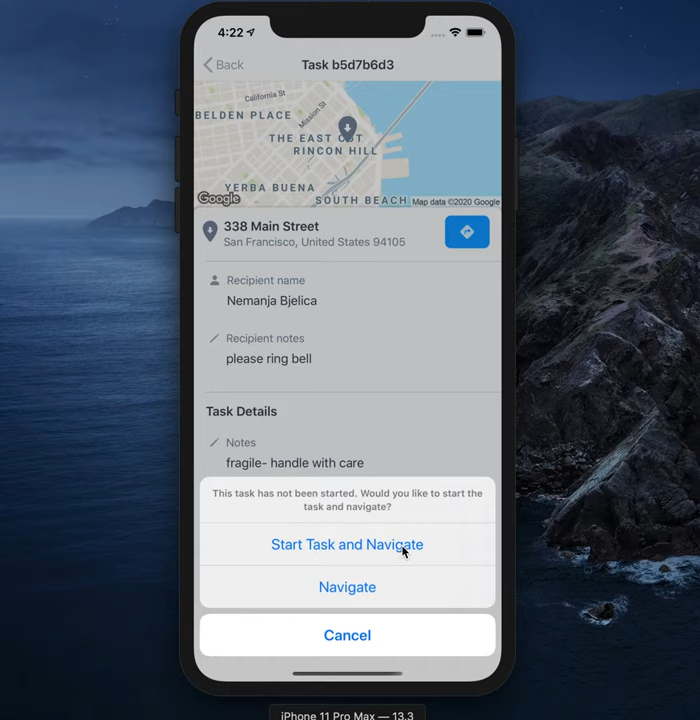 4:22
Back
Task b5d7b6d3
California St
Mission St
BELDEN PLACE
THE EAST CUT
RINCON HILL
YERBA BUENA
SOUTH BEACH
Google
Map data ©2020 Google
338 Main Street
San Francisco, United States 94105
Recipient name
Nemanja Bjelica
Recipient notes
please ring bell
Task Details
Notes
fragile- handle with care
This task has not been started. Would you like to start the
task and navigate?
Start Task and Navigate
Navigate
Cancel
iPhone 11 Pro Max — 13.3